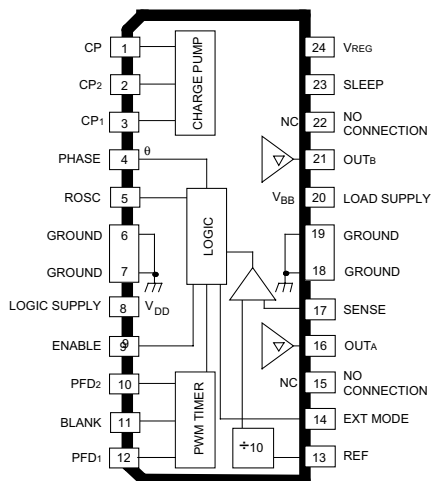 CP 1
CP2 2
CP1 3
CHARGE PUMP
PHASE 4 θ
ROSC 5
GROUND 6
GROUND 7
LOGIC SUPPLY 8 VDD
ENABLE 9
PFD2 10
BLANK 11
PFD1 12
LOGIC
PWM TIMER
÷10
24 VREG
23 SLEEP
NC 22 NO
CONNECTION
21 OUTB
VBB 20 LOAD SUPPLY
19 GROUND
18 GROUND
17 SENSE
16 OUTA
NC 15 NO
CONNECTION
14 EXT MODE
13 REF